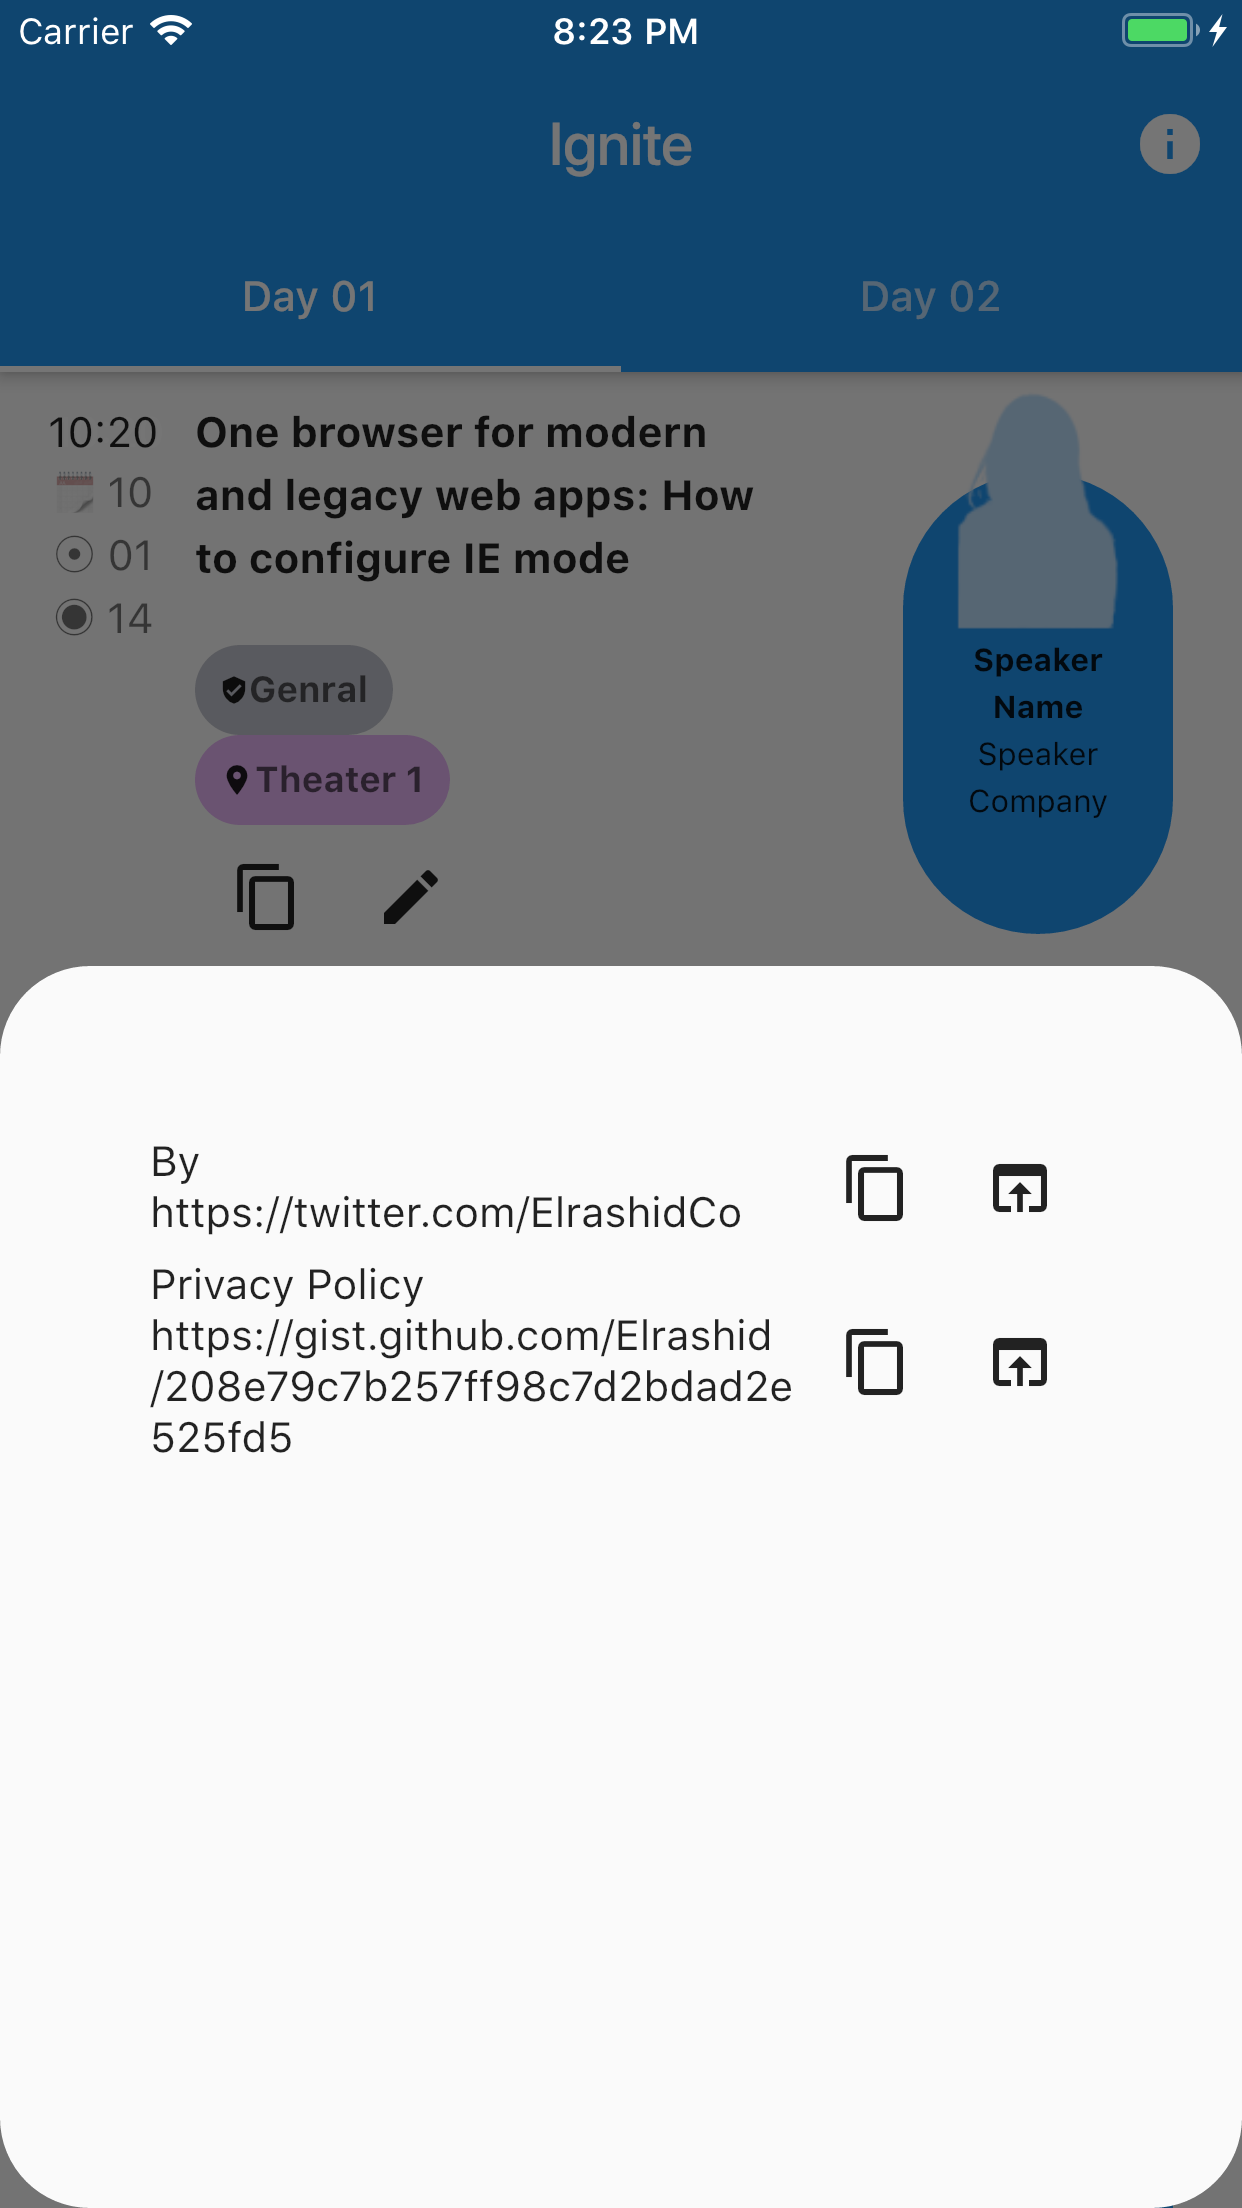 Carrier 8:23 PM
Ignite
Day 01 Day 02
10:20 One browser for modern
10 and legacy web apps: How
01 to configure IE mode
14
Genral
Theater 1
Speaker
Name
Speaker
Company
By
https://twitter.com/ElrashidCo
Privacy Policy
https://gist.github.com/Elrashid
/208e79c7b257ff98c7d2bdad2e
525fd5